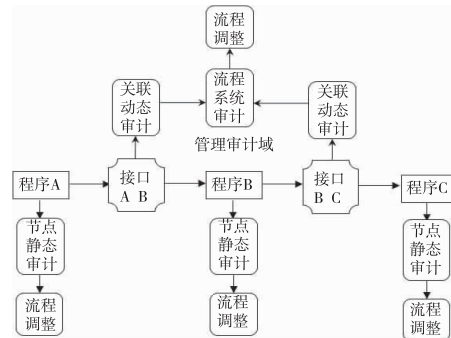 流程
调整
关联
动态
审计
流程
系统
审计
关联
动态
审计
管理审计域
程序A
接口
A B
程序B
接口
B C
程序C
节点
静态
审计
节点
静态
审计
节点
静态
审计
流程
调整
流程
调整
流程
调整